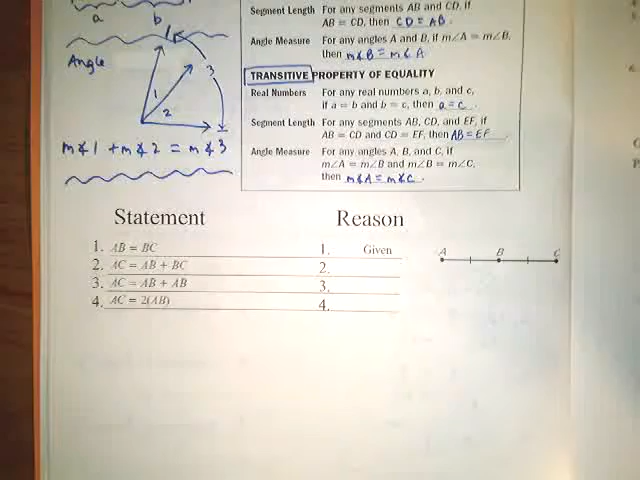 a b
Angle
1
2
3
m∡1 + m∡2 = m∡3
Segment Length For any segments AB and CD, if
AB = CD, then CD = AB.
Angle Measure For any angles A and B, if m∠A = m∠B,
then m∡B = m∡A
TRANSITIVE PROPERTY OF EQUALITY
Real Numbers For any real numbers a, b, and c,
if a = b and b = c, then a = c.
Segment Length For any segments AB, CD, and EF, if
AB = CD and CD = EF, then AB = EF
Angle Measure For any angles A, B, and C, if
m∠A = m∠B and m∠B = m∠C,
then m∡A = m∡C.
Statement Reason
1. AB = BC 1. Given
2. AC = AB + BC 2.
3. AC = AB + AB 3.
4. AC = 2(AB) 4.
A B C